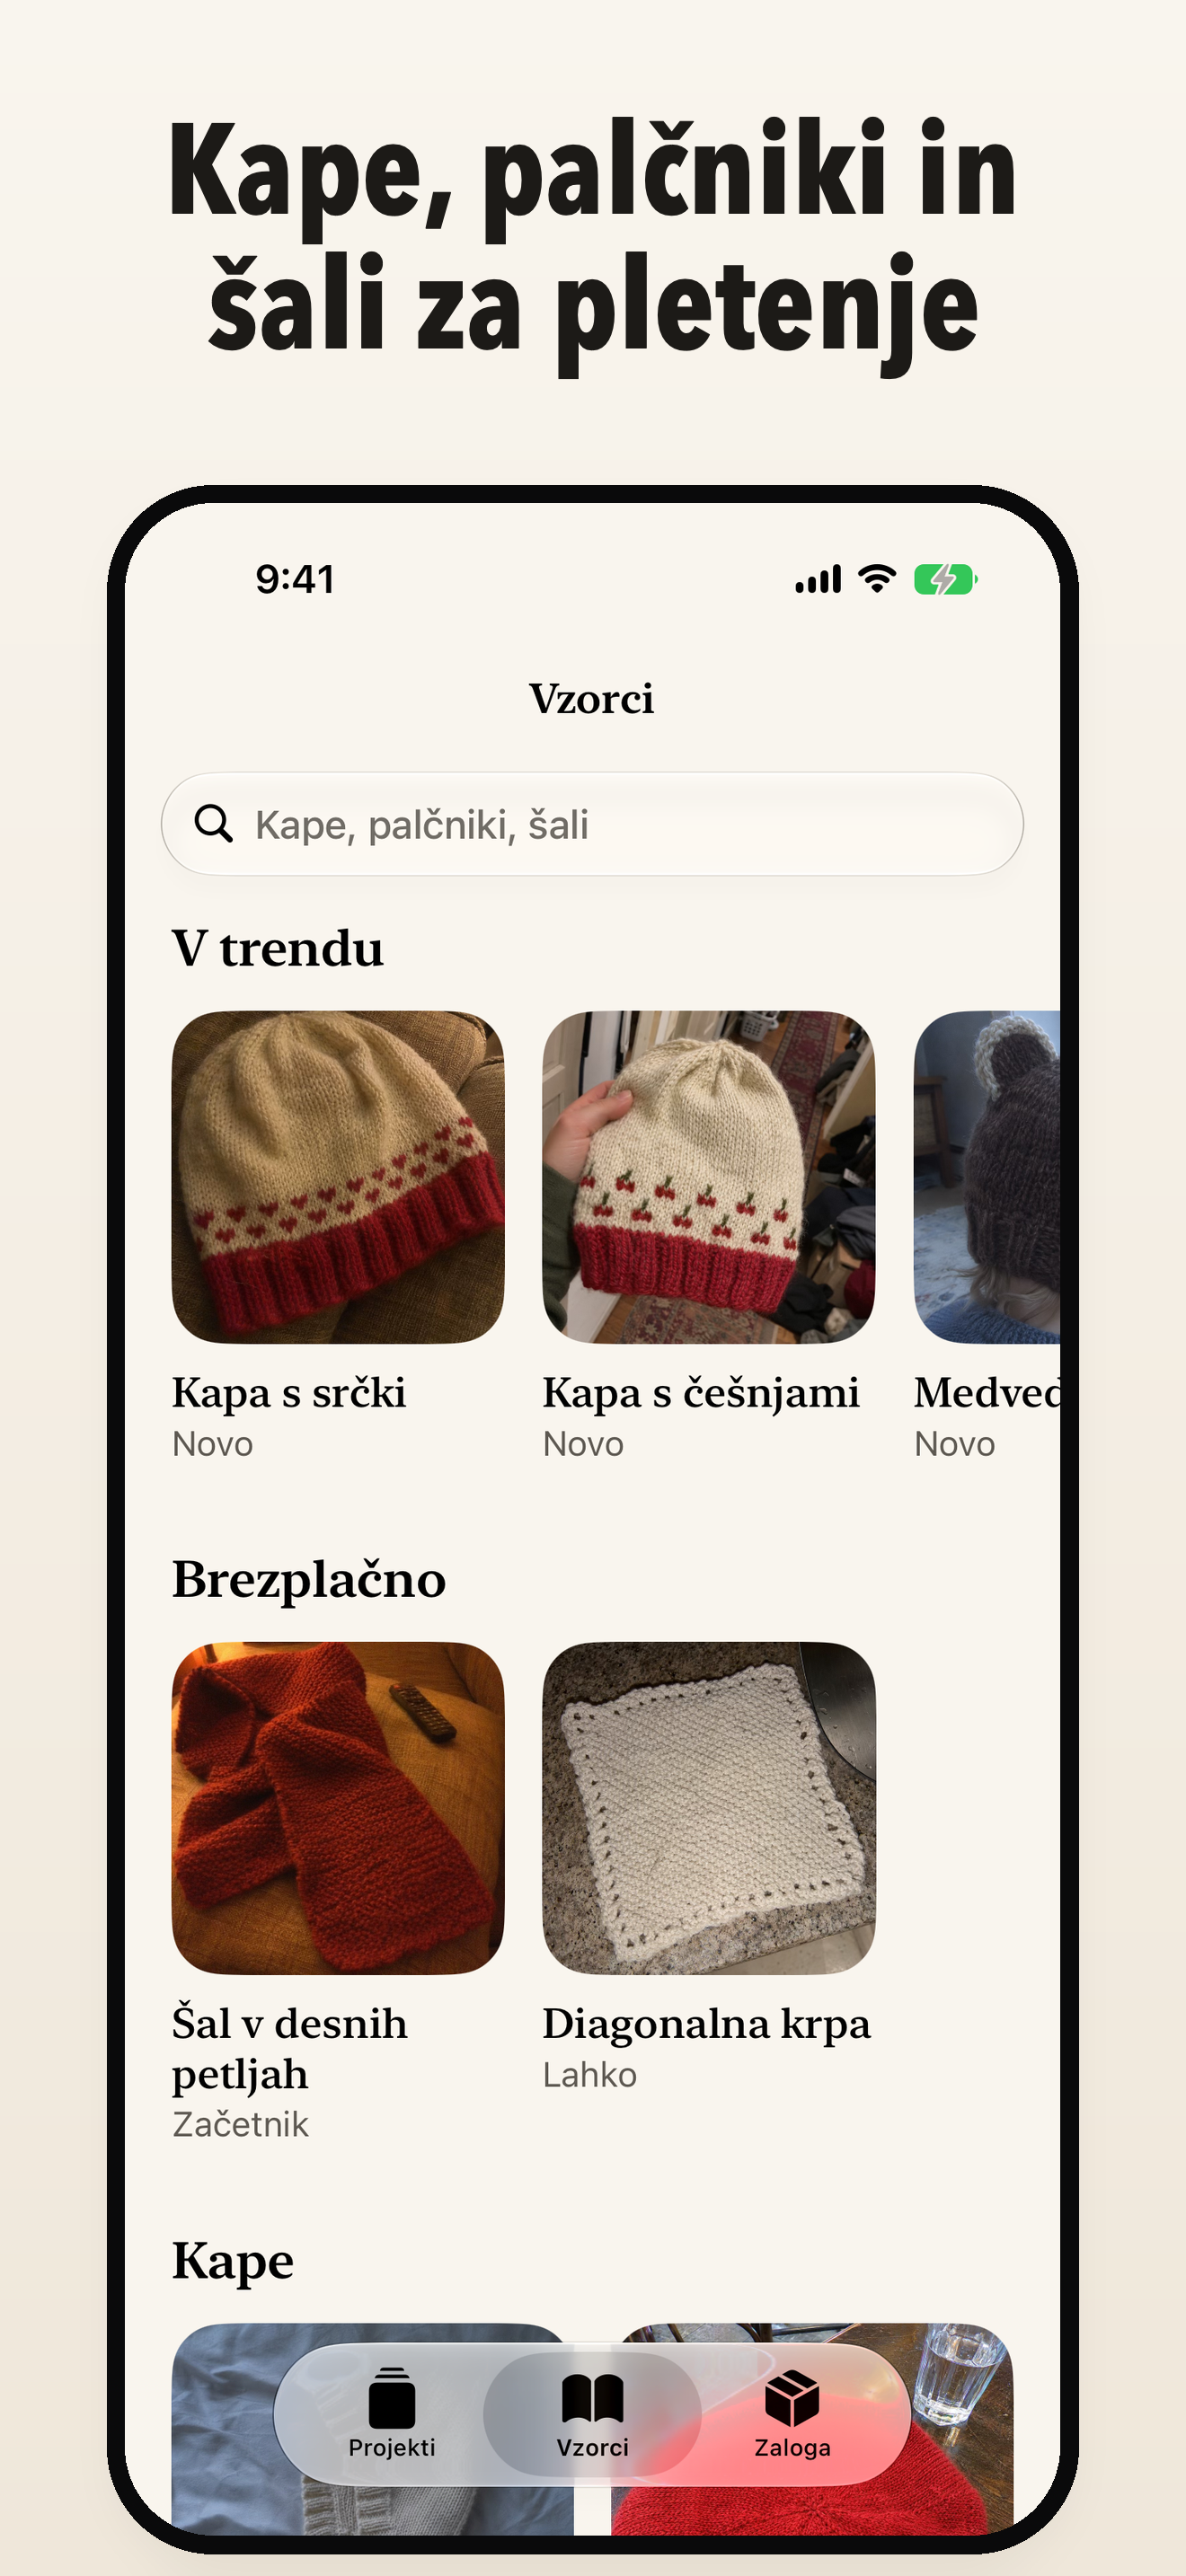 Kape, palčniki in
šali za pletenje
9:41
Vzorci
Kape, palčniki, šali
V trendu
Kapa s srčki
Novo
Kapa s češnjami
Novo
Medved
Novo
Brezplačno
Šal v desnih
petljah
Začetnik
Diagonalna krpa
Lahko
Kape
Projekti
Vzorci
Zaloga